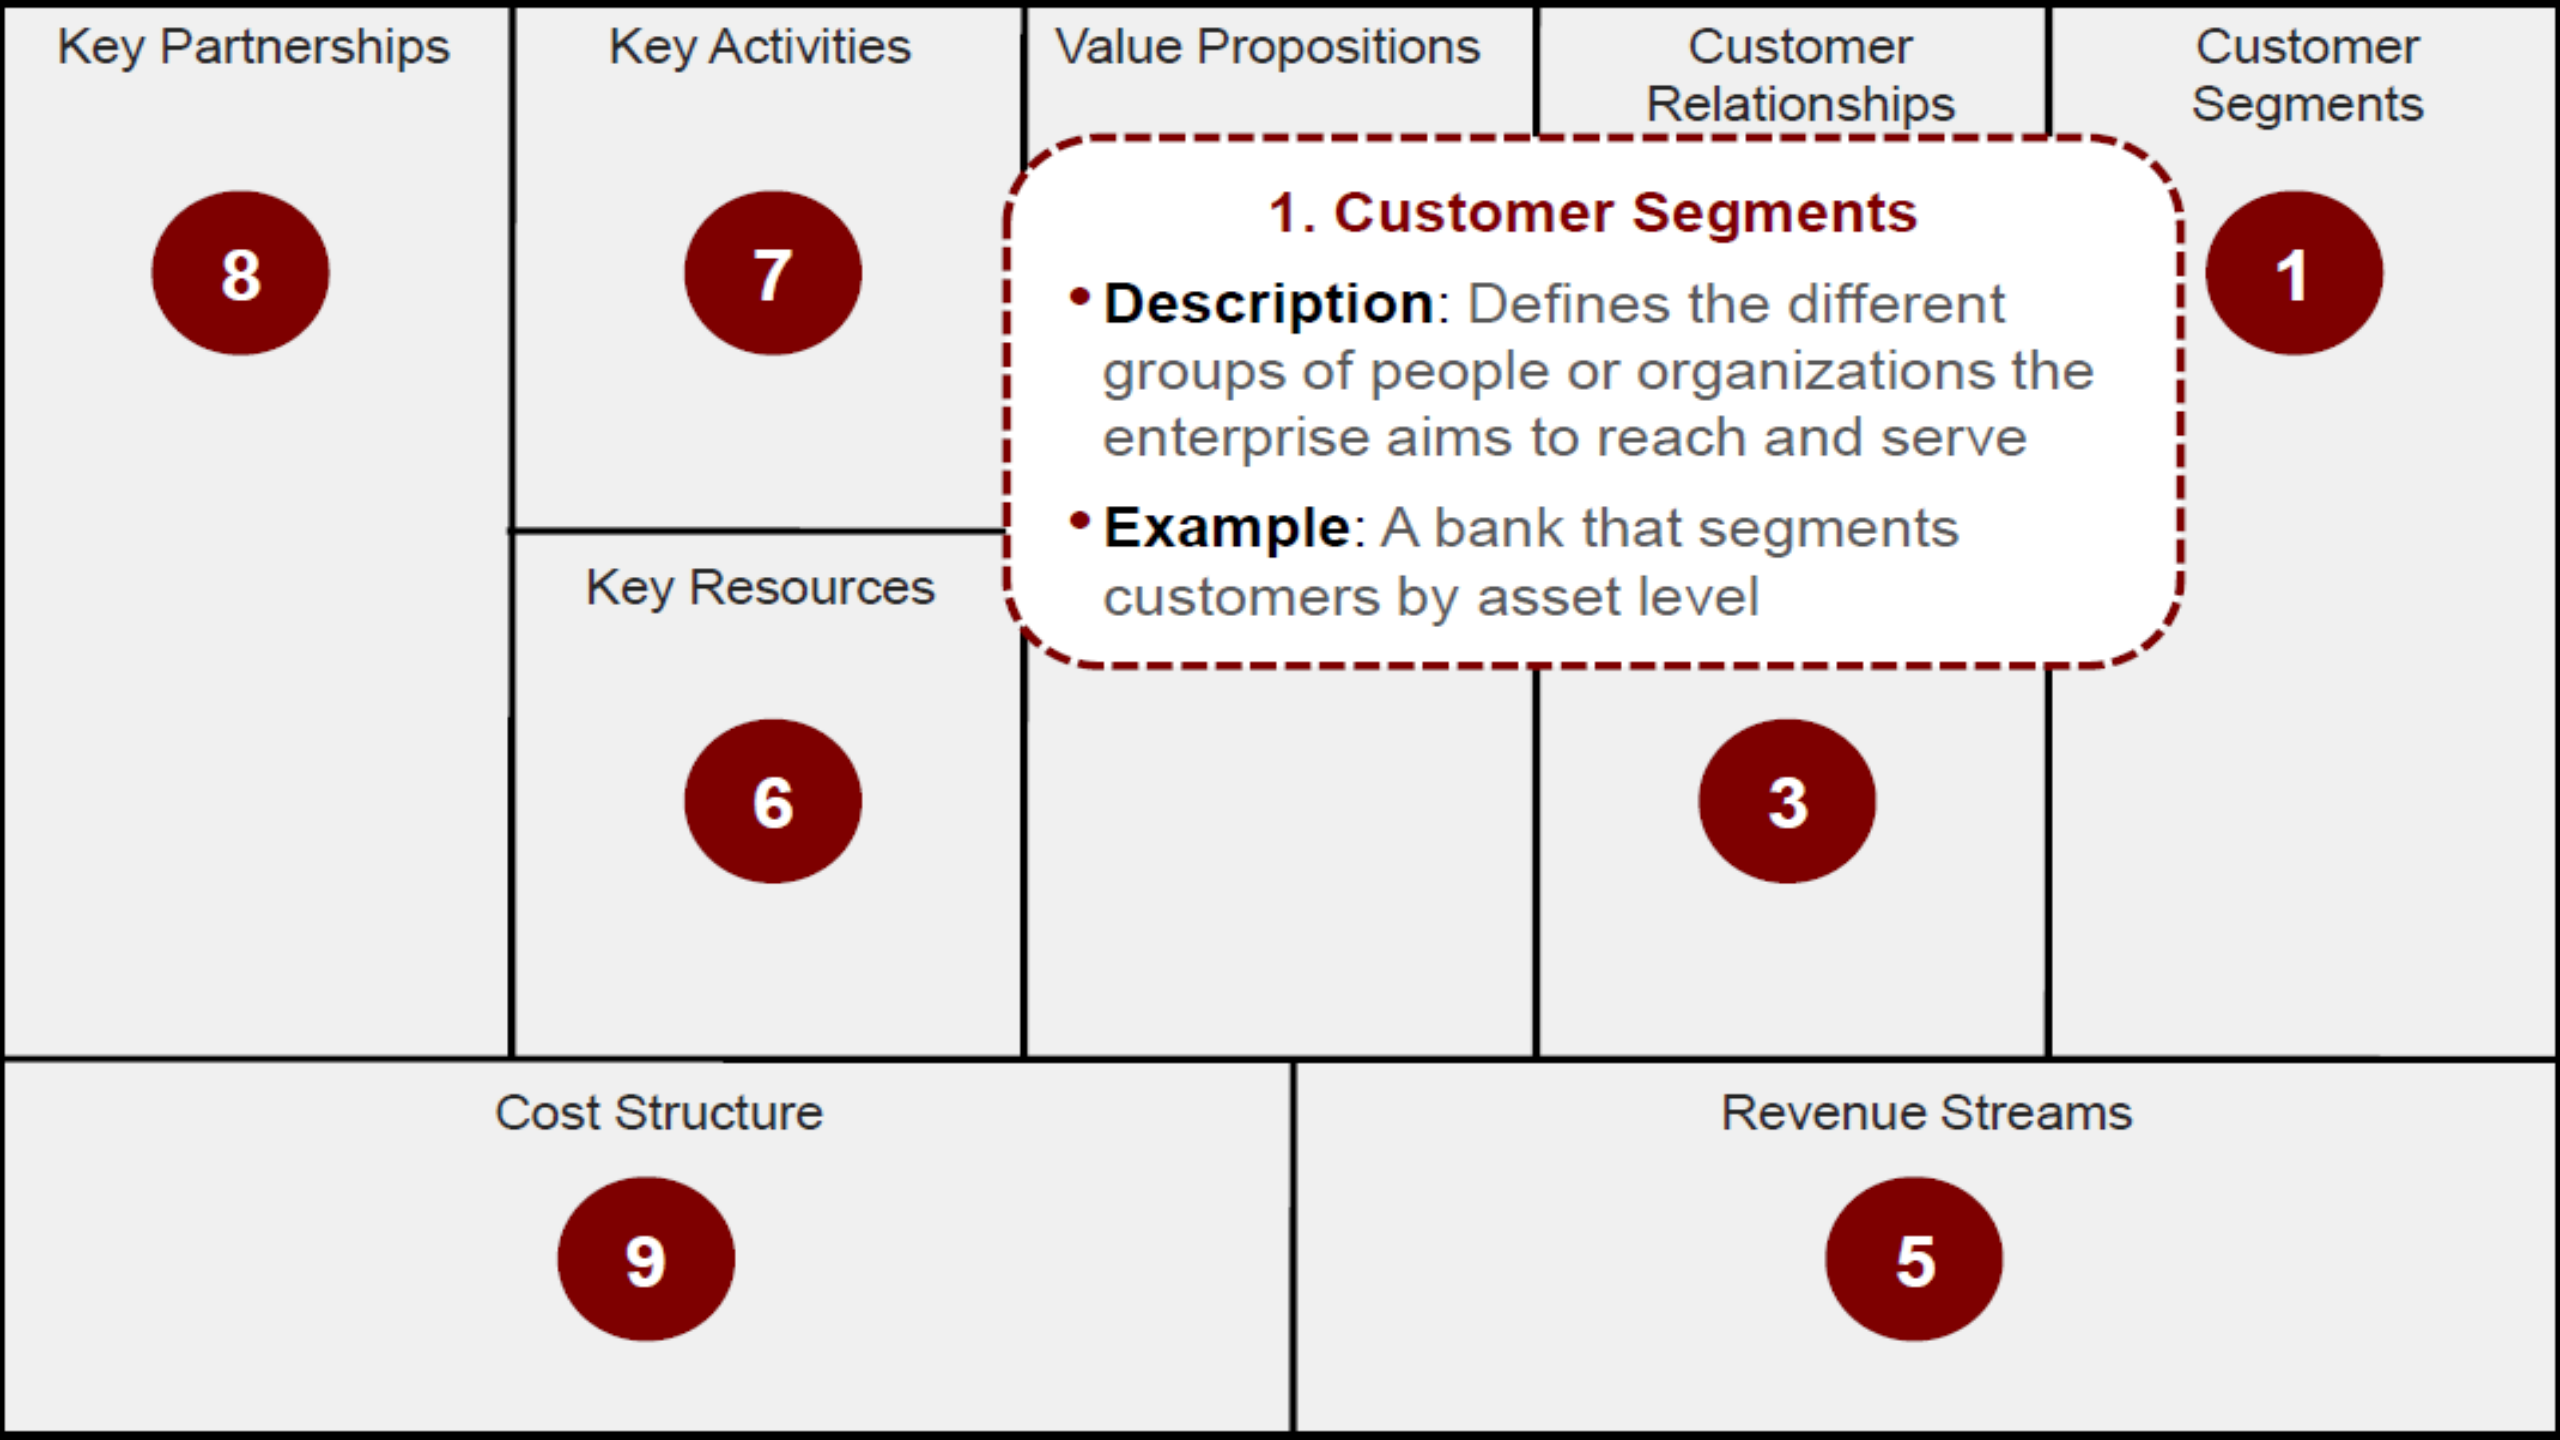 Key Partnerships
8
Key Activities
7
Key Resources
6
Value Propositions
Customer
Relationships
3
Customer
Segments
1
1. Customer Segments
• Description: Defines the different
groups of people or organizations the
enterprise aims to reach and serve
• Example: A bank that segments
customers by asset level
Cost Structure
9
Revenue Streams
5